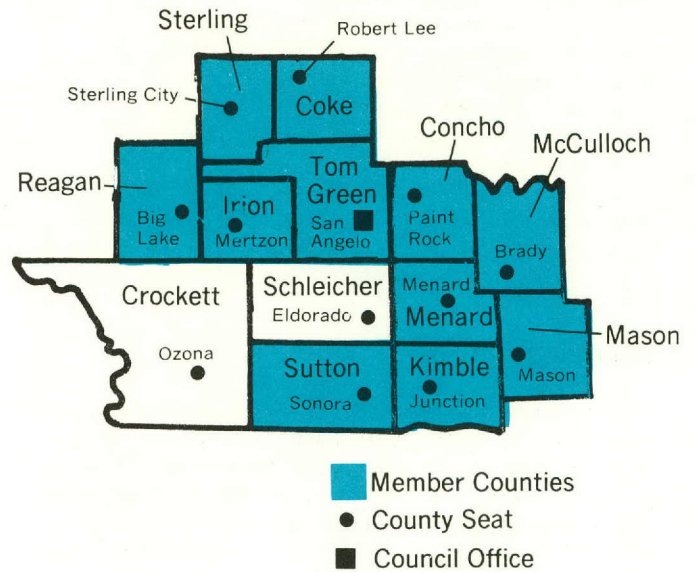 Sterling
Robert Lee
Sterling City
Coke
Concho
McCulloch
Reagan
Tom
Green
Irion
Big
Lake
Mertzon
San
Angelo
Paint
Rock
Brady
Crockett
Schleicher
Eldorado
Menard
Menard
Ozona
Sutton
Sonora
Kimble
Junction
Mason
Mason
Member Counties
County Seat
Council Office